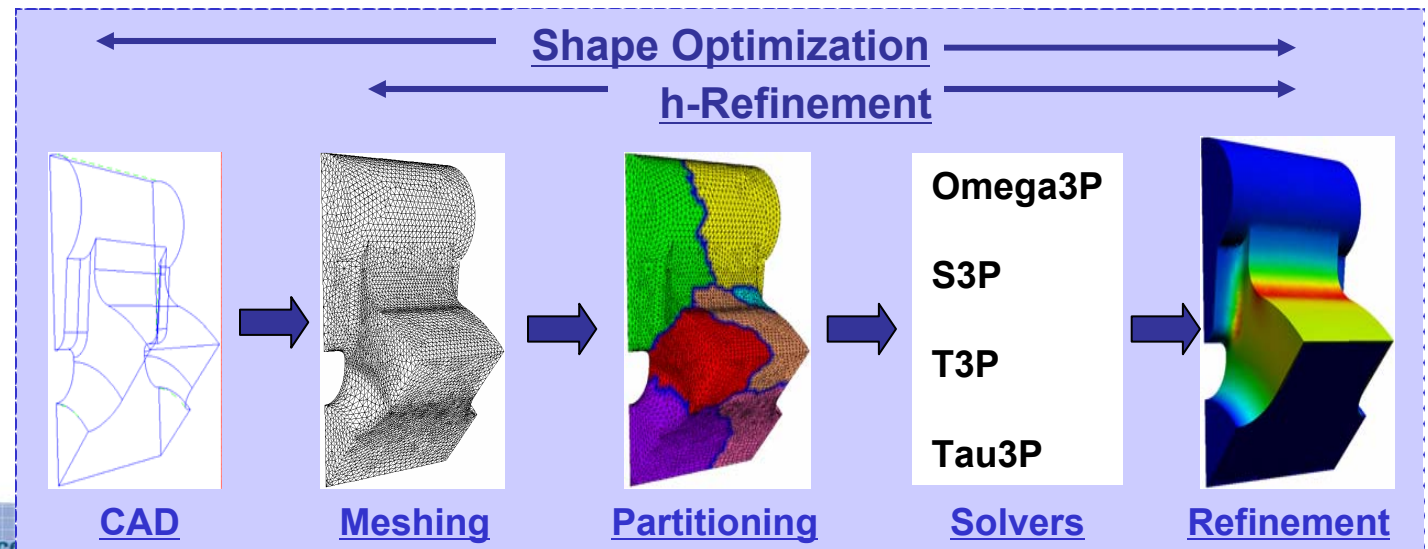 Shape Optimization
h-Refinement
Omega3P
S3P
T3P
Tau3P
CAD
Meshing
Partitioning
Solvers
Refinement